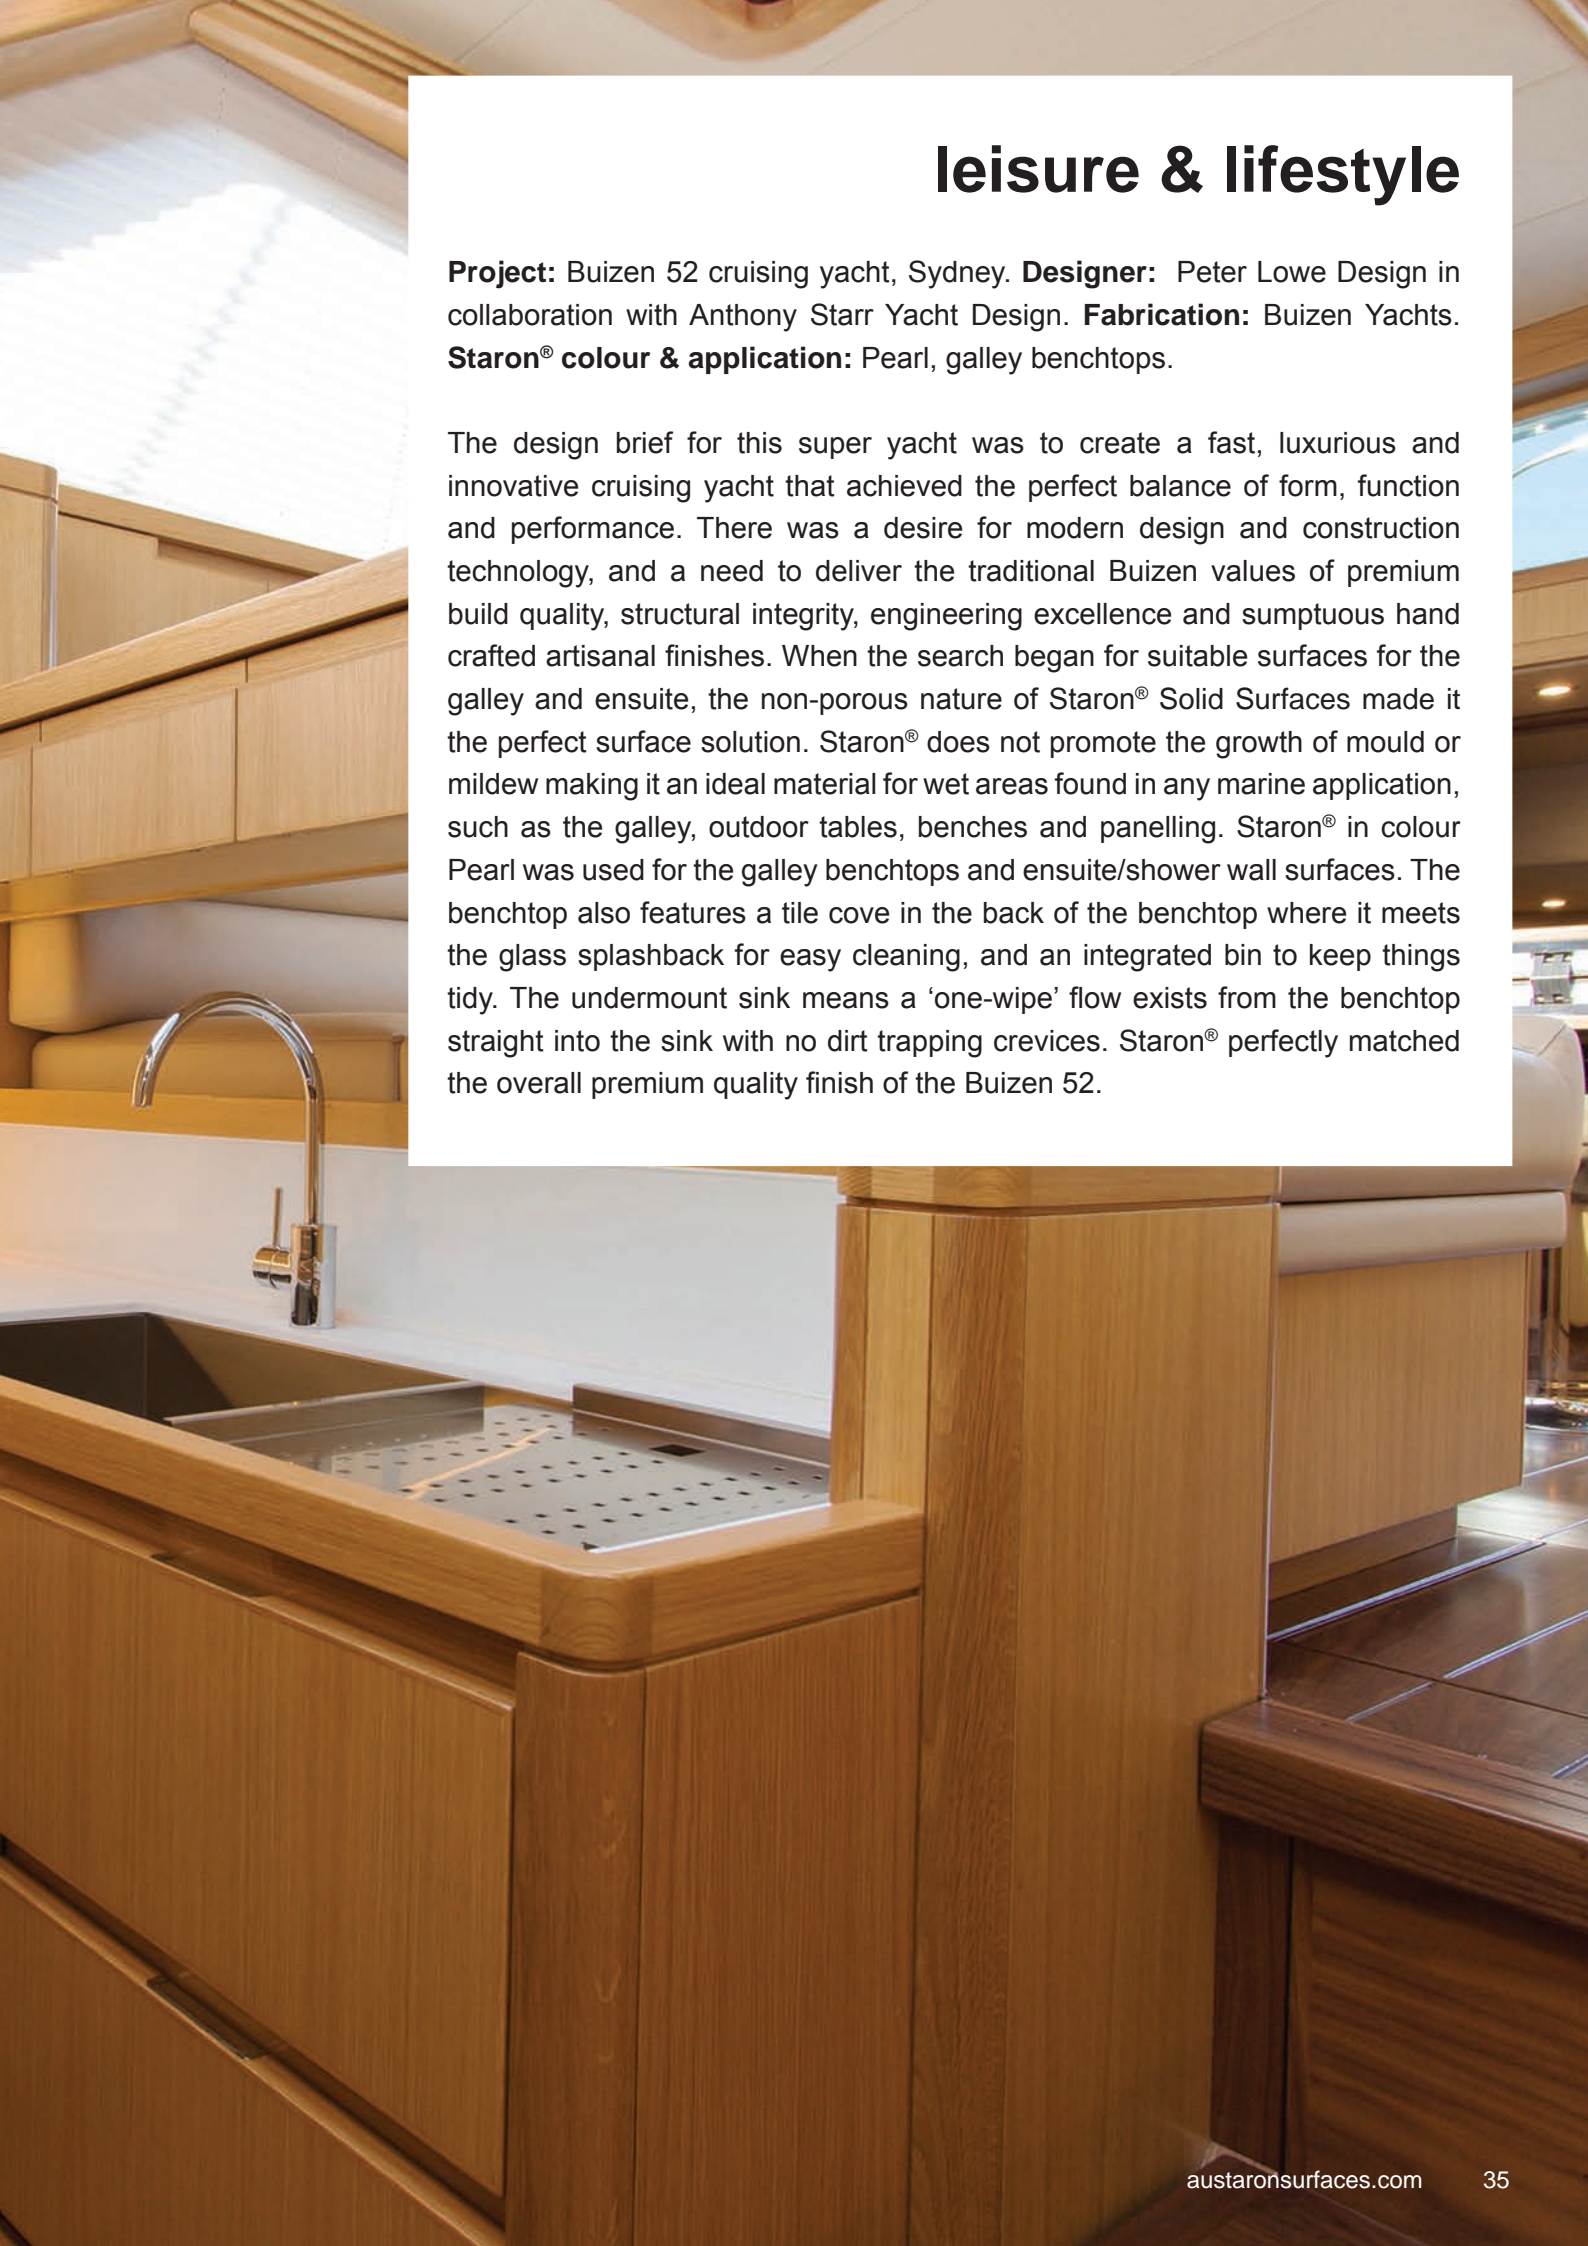 leisure & lifestyle
Project: Buizen 52 cruising yacht, Sydney. Designer: Peter Lowe Design in
collaboration with Anthony Starr Yacht Design. Fabrication: Buizen Yachts.
Staron® colour & application: Pearl, galley benchtops.
The design brief for this super yacht was to create a fast, luxurious and
innovative cruising yacht that achieved the perfect balance of form, function
and performance. There was a desire for modern design and construction
technology, and a need to deliver the traditional Buizen values of premium
build quality, structural integrity, engineering excellence and sumptuous hand
crafted artisanal finishes. When the search began for suitable surfaces for the
galley and ensuite, the non-porous nature of Staron® Solid Surfaces made it
the perfect surface solution. Staron® does not promote the growth of mould or
mildew making it an ideal material for wet areas found in any marine application,
such as the galley, outdoor tables, benches and panelling. Staron® in colour
Pearl was used for the galley benchtops and ensuite/shower wall surfaces. The
benchtop also features a tile cove in the back of the benchtop where it meets
the glass splashback for easy cleaning, and an integrated bin to keep things
tidy. The undermount sink means a ‘one-wipe’ flow exists from the benchtop
straight into the sink with no dirt trapping crevices. Staron® perfectly matched
the overall premium quality finish of the Buizen 52.
austaronsurfaces.com 35